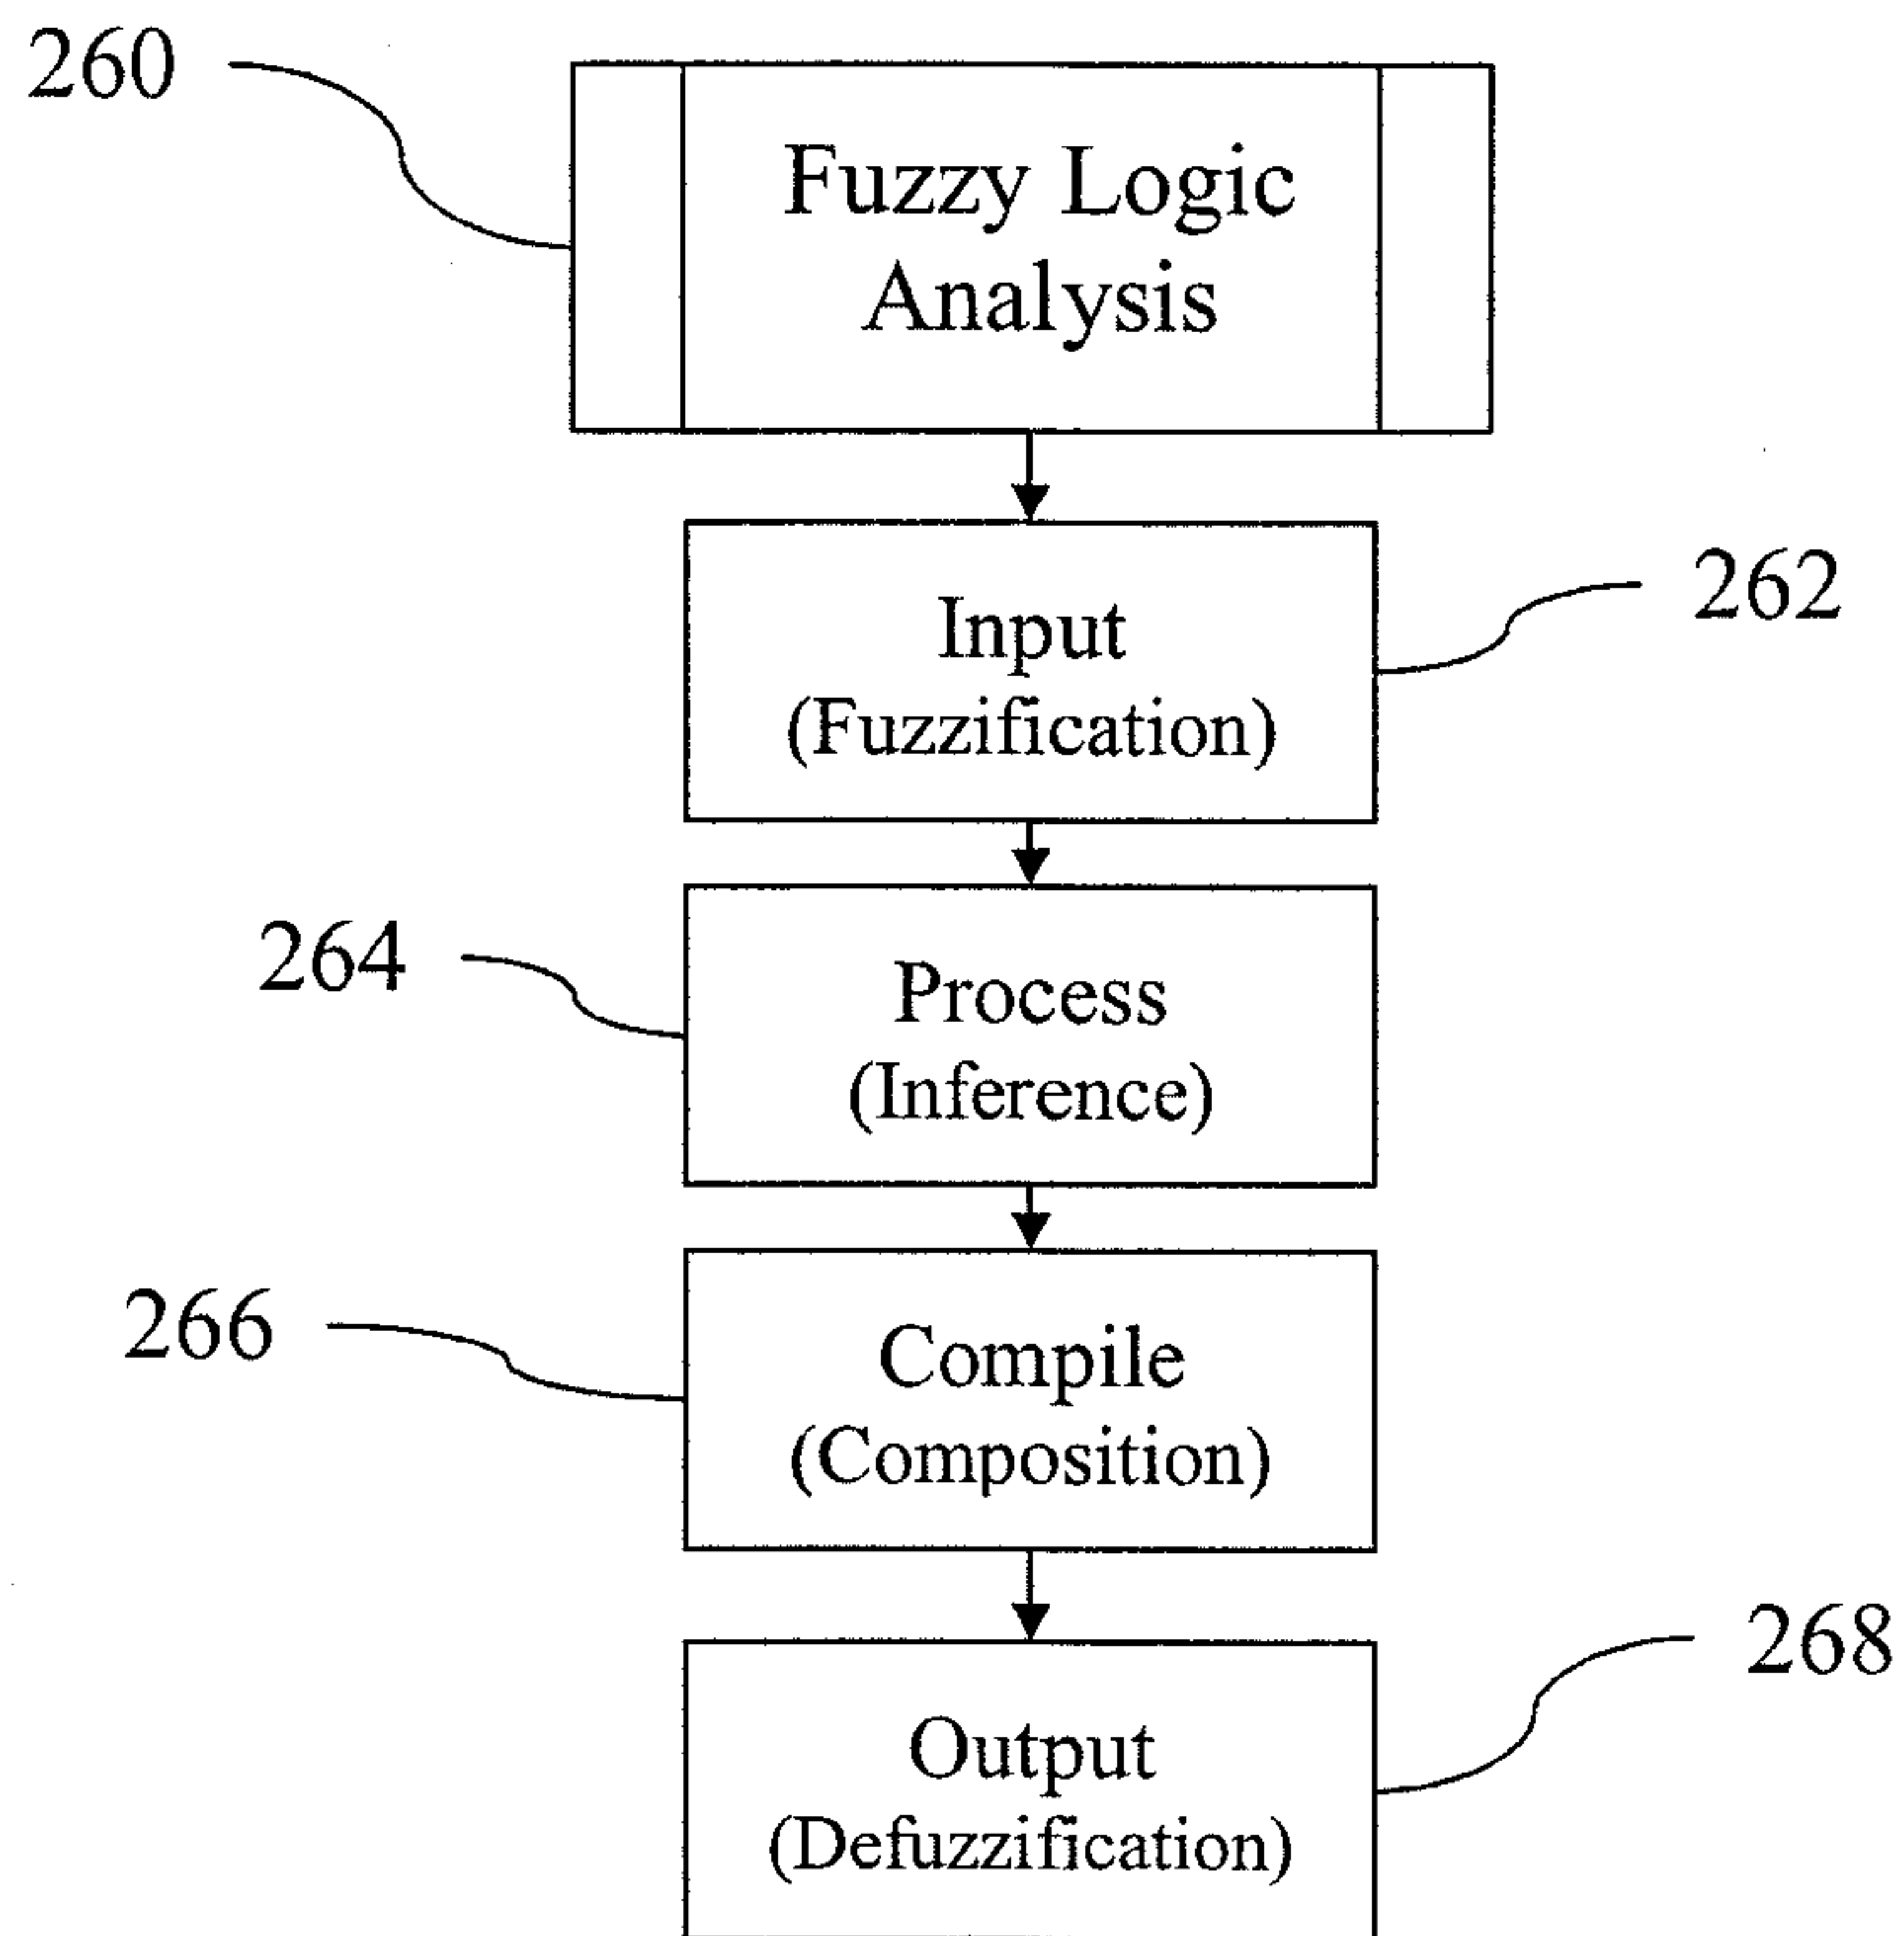 260
Fuzzy Logic
Analysis
Input
(Fuzzification)
262
264
Process
(Inference)
266
Compile
(Composition)
268
Output
(Defuzzification)